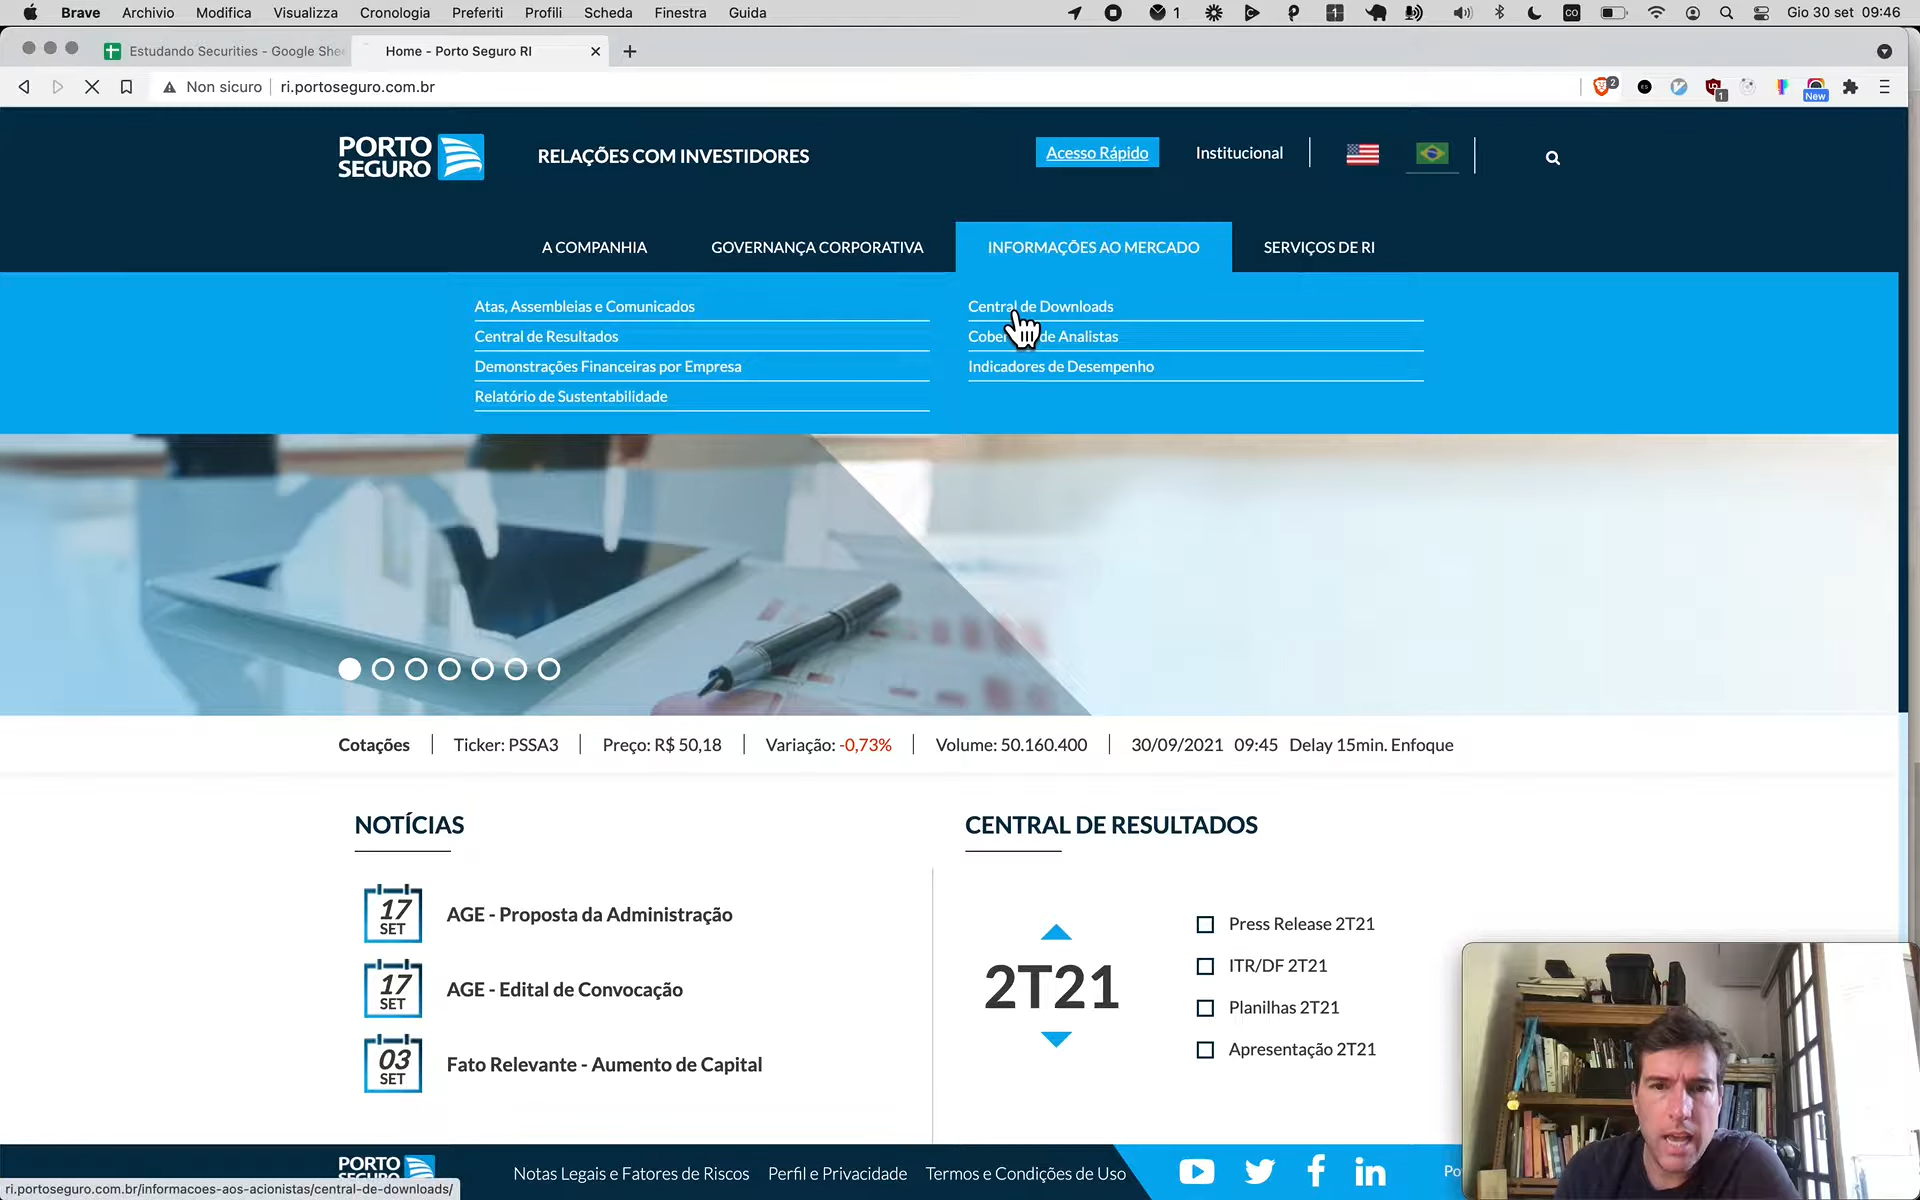 Brave Archivio Modifica Visualizza Cronologia Preferiti Profili Scheda Finestra Guida 1 Gio 30 set 09:46
Estudando Securities - Google She
Home - Porto Seguro RI
Non sicuro ri.portoseguro.com.br
2
1
New
PORTO
SEGURO
RELAÇÕES COM INVESTIDORES
Acesso Rápido
Institucional
A COMPANHIA
GOVERNANÇA CORPORATIVA
INFORMAÇÕES AO MERCADO
SERVIÇOS DE RI
Atas, Assembleias e Comunicados
Central de Resultados
Demonstrações Financeiras por Empresa
Relatório de Sustentabilidade
Central de Downloads
de Analistas
Indicadores de Desempenho
Cotações Ticker: PSSA3 Preço: R$ 50,18 Variação: -0,73% Volume: 50.160.400 30/09/2021 09:45 Delay 15min. Enfoque
NOTÍCIAS
17
SET
AGE - Proposta da Administração
17
SET
AGE - Edital de Convocação
03
SET
Fato Relevante - Aumento de Capital
CENTRAL DE RESULTADOS
2T21
Press Release 2T21
ITR/DF 2T21
Planilhas 2T21
Apresentação 2T21
PORTO
SEGURO
Notas Legais e Fatores de Riscos
Perfil e Privacidade
Termos e Condições de Uso
Po
ri.portoseguro.com.br/informacoes-aos-acionistas/central-de-downloads/